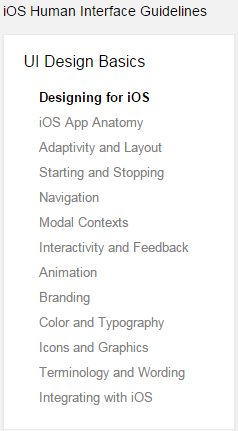 iOS Human Interface Guidelines
UI Design Basics
Designing for iOS
iOS App Anatomy
Adaptivity and Layout
Starting and Stopping
Navigation
Modal Contexts
Interactivity and Feedback
Animation
Branding
Color and Typography
Icons and Graphics
Terminology and Wording
Integrating with iOS